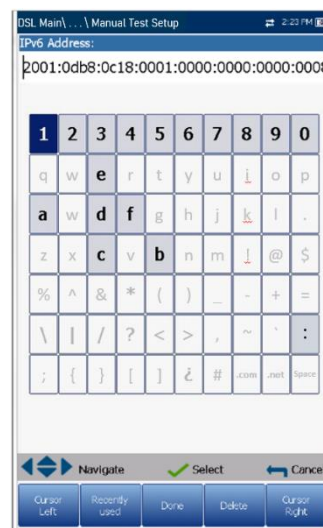 DSL Main\...\ Manual Test Setup 2:23 PM
IPv6 Address:
2001:0db8:0c18:0001:0000:0000:0000:0008
1 2 3 4 5 6 7 8 9 0
q w e r t y u i o p
a w d f g h j k l .
z x c v b n m ! @ $
% ^ & * ( ) _ - + =
\ | / ? < > , ~ ` :
; { } [ ] ¿ # .com .net Space
Navigate Select Cance
Cursor Left Recently used Done Delete Cursor Right